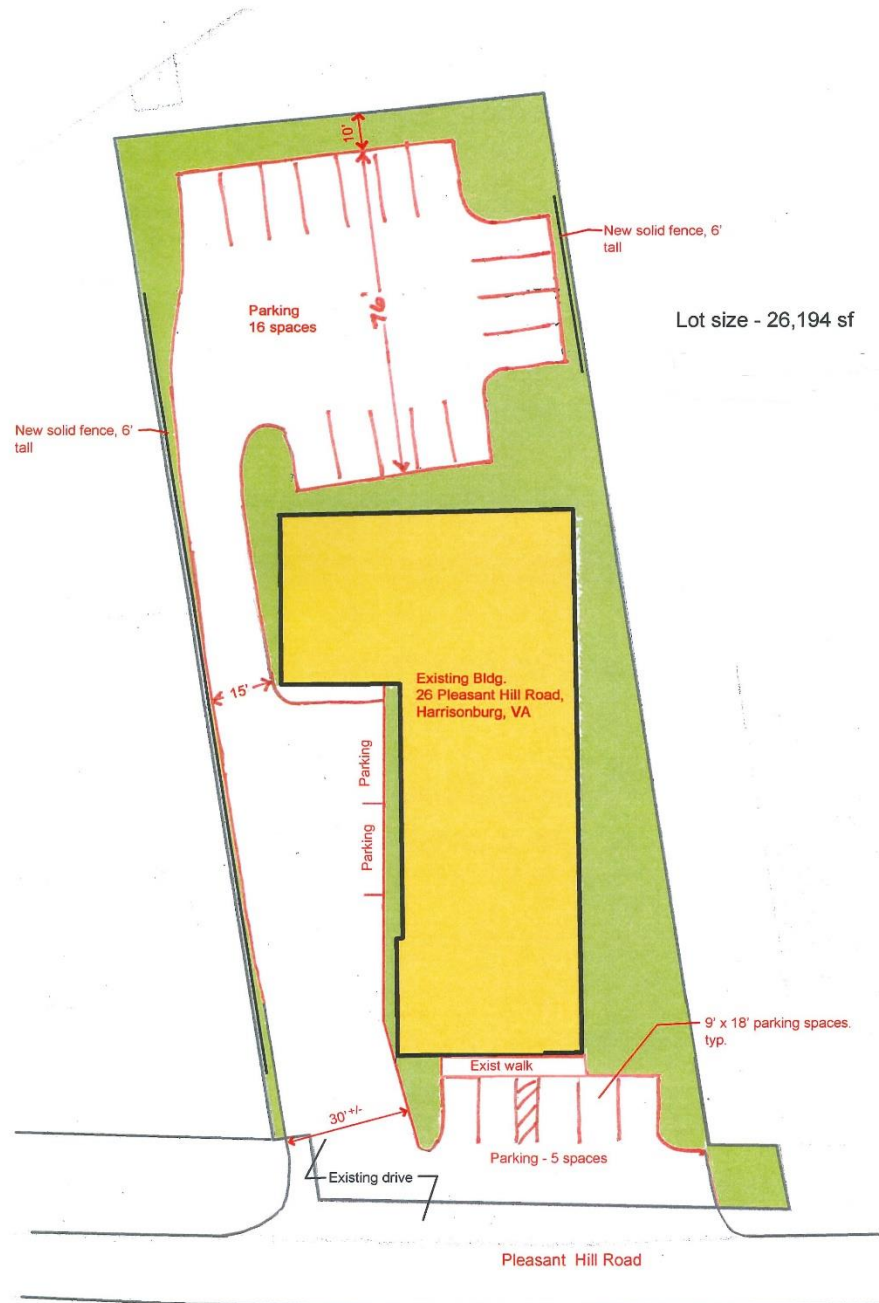 10'
New solid fence, 6'
tall
Parking
16 spaces
76'
Lot size - 26,194 sf
New solid fence, 6'
tall
Existing Bldg.
26 Pleasant Hill Road,
Harrisonburg, VA
15'
Parking
Parking
9' x 18' parking spaces.
typ.
Exist walk
30' +/-
Parking - 5 spaces
Existing drive
Pleasant Hill Road